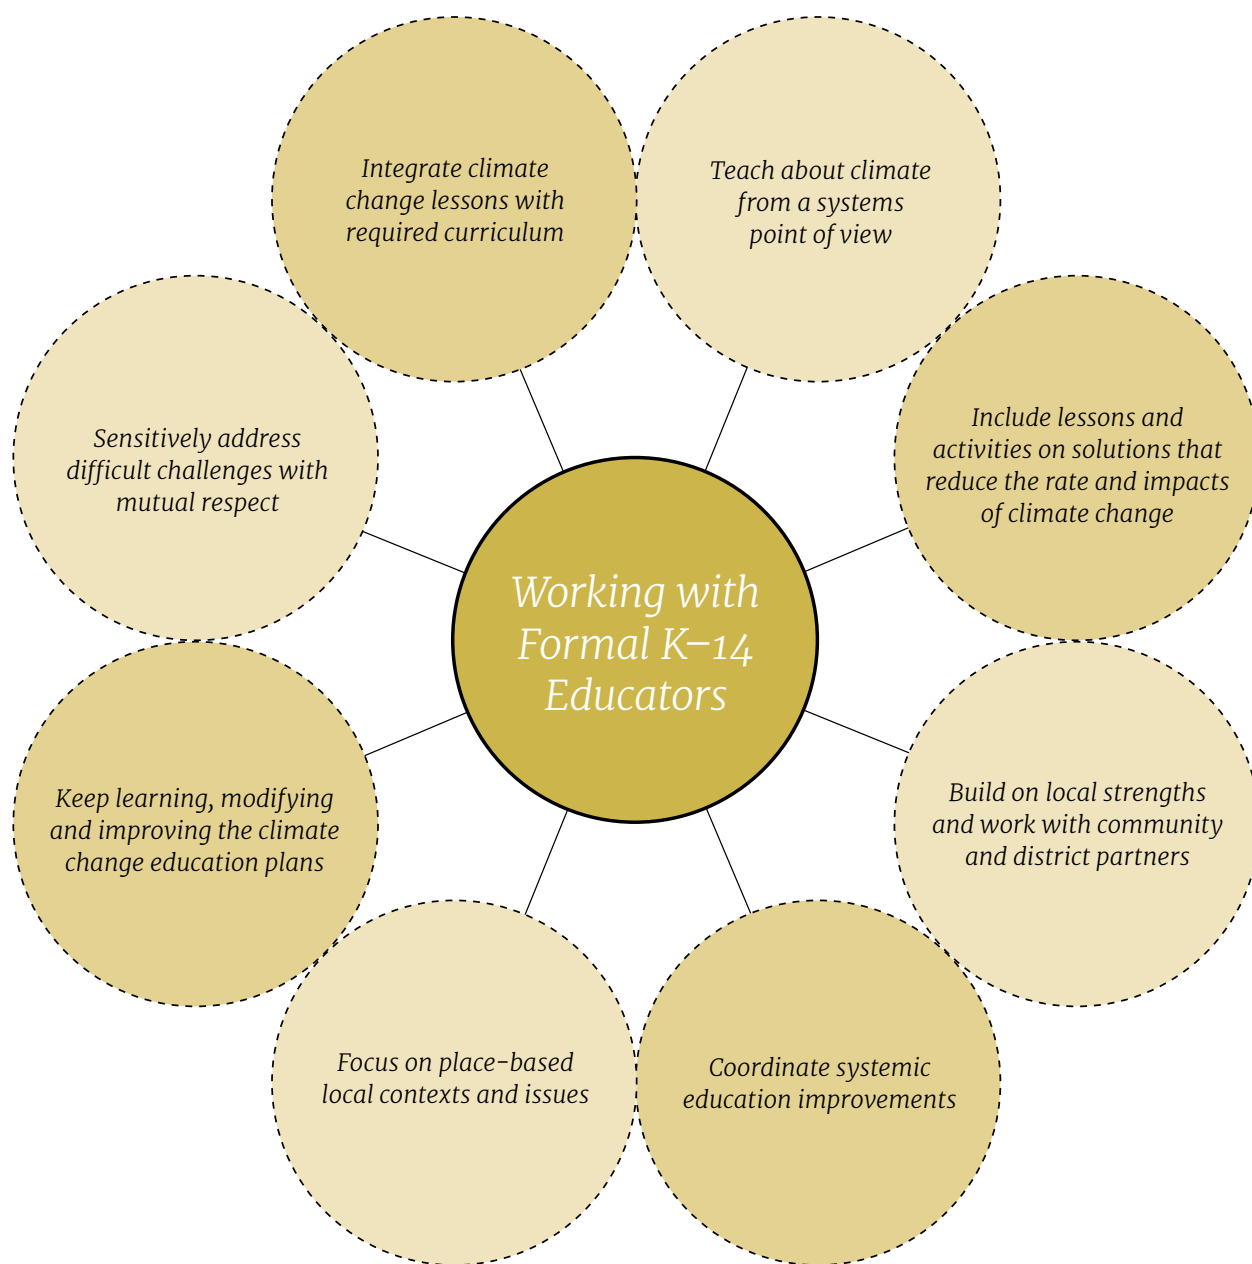 Integrate climate
change lessons with
required curriculum
Teach about climate
from a systems
point of view
Include lessons and
activities on solutions that
reduce the rate and impacts
of climate change
Build on local strengths
and work with community
and district partners
Coordinate systemic
education improvements
Focus on place-based
local contexts and issues
Keep learning, modifying
and improving the climate
change education plans
Sensitively address
difficult challenges with
mutual respect
Working with
Formal K–14
Educators